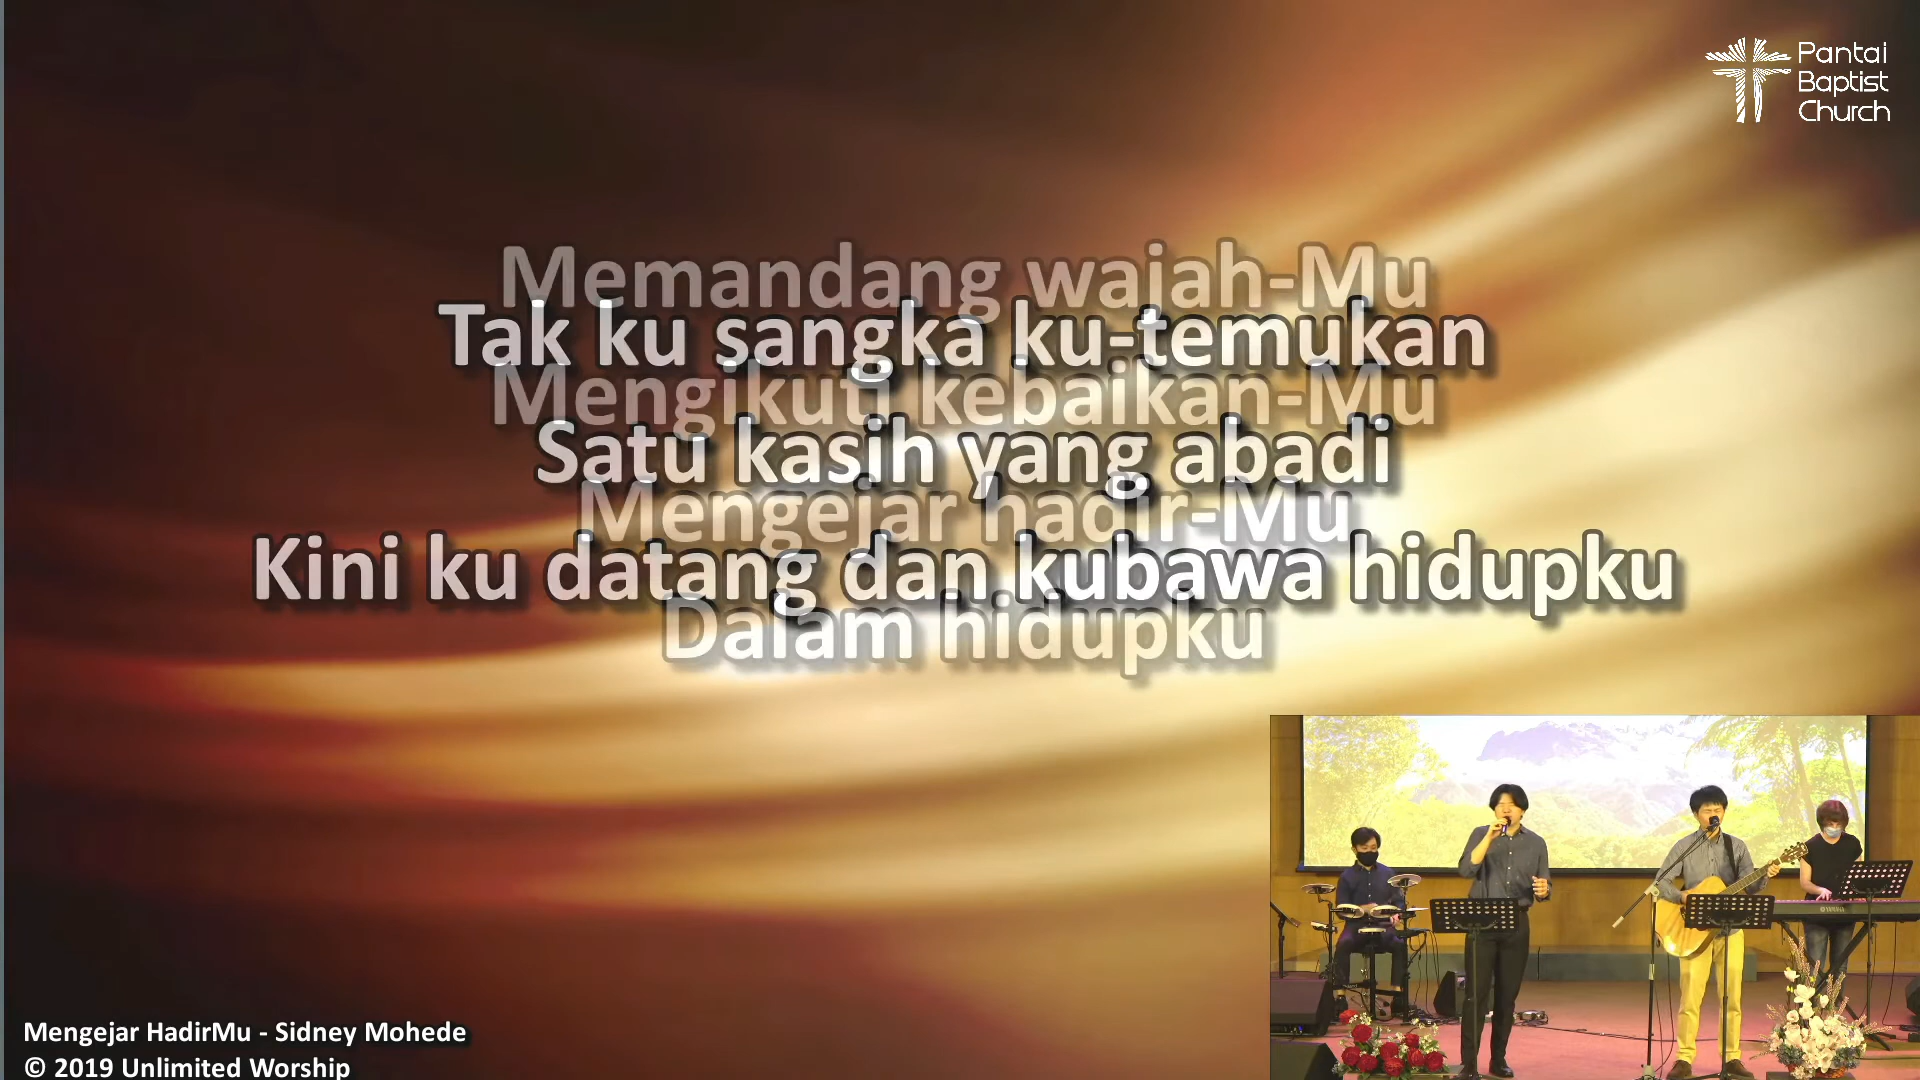 Pantai
Baptist
Church
Memandang wajah-Mu
Tak ku sangka ku-temukan
Mengikuti kebaikan-Mu
Satu kasih yang abadi
Mengejar hadir-Mu
Kini ku datang dan kubawa hidupku
Dalam hidupku
Mengejar HadirMu - Sidney Mohede
© 2019 Unlimited Worship